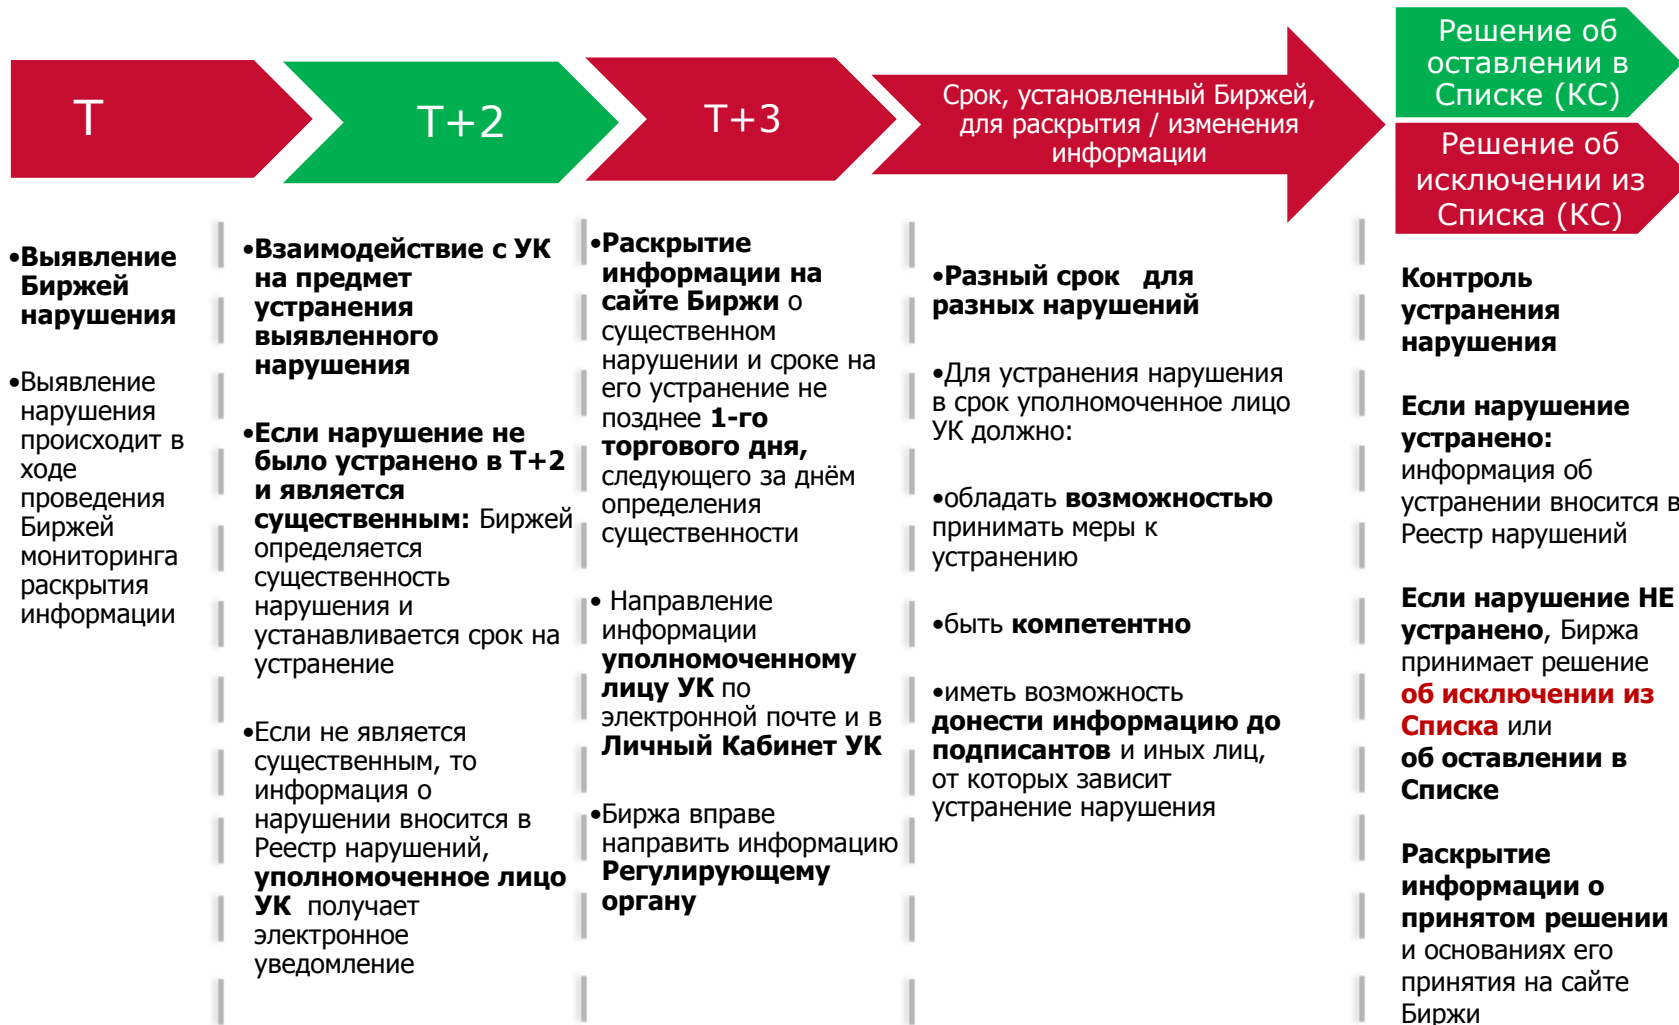 T
T+2
T+3
Срок, установленный Биржей,
для раскрытия / изменения
информации
Решение об
оставлении в
Списке (КС)
Решение об
исключении из
Списка (КС)
•Выявление
Биржей
нарушения
•Выявление
нарушения
происходит в
ходе
проведения
Биржей
мониторинга
раскрытия
информации
•Взаимодействие с УК
на предмет
устранения
выявленного
нарушения
•Если нарушение не
было устранено в Т+2
и является
существенным: Биржей
определяется
существенность
нарушения и
устанавливается срок на
устранение
•Если не является
существенным, то
информация о
нарушении вносится в
Реестр нарушений,
уполномоченное лицо
УК получает
электронное
уведомление
•Раскрытие
информации на
сайте Биржи о
существенном
нарушении и сроке на
его устранение не
позднее 1-го
торгового дня,
следующего за днём
определения
существенности
• Направление
информации
уполномоченному
лицу УК по
электронной почте и в
Личный Кабинет УК
•Биржа вправе
направить информацию
Регулирующему
органу
•Разный срок для
разных нарушений
•Для устранения нарушения
в срок уполномоченное лицо
УК должно:
•обладать возможностью
принимать меры к
устранению
•быть компетентно
•иметь возможность
донести информацию до
подписантов и иных лиц,
от которых зависит
устранение нарушения
Контроль
устранения
нарушения
Если нарушение
устранено:
информация об
устранении вносится в
Реестр нарушений
Если нарушение НЕ
устранено, Биржа
принимает решение
об исключении из
Списка или
об оставлении в
Списке
Раскрытие
информации о
принятом решении
и основаниях его
принятия на сайте
Биржи